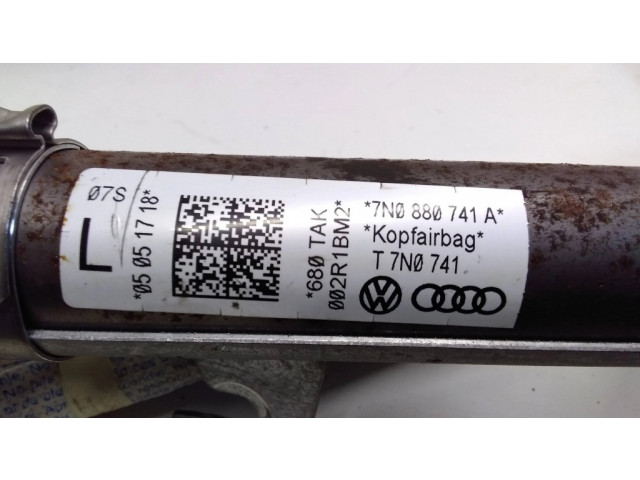 07S
L
*05 05 17 18*
*680 TAK
002R1BM2*
*7N0 880 741 A*
*Kopfairbag*
T 7N0 741